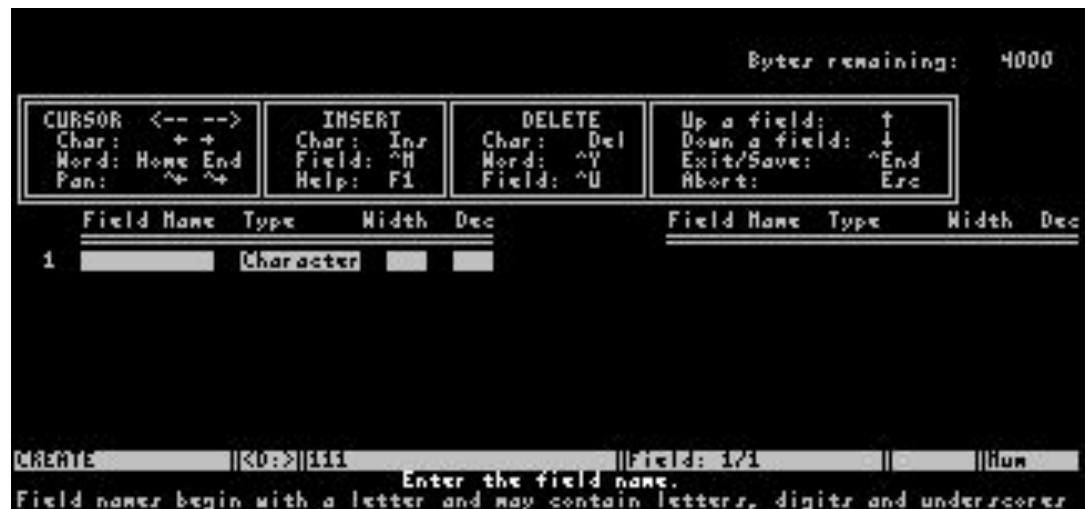 Bytes remaining: 4000
CURSOR <-- --> INSERT DELETE Up a field: ↑
Char: ← → Char: Ins Char: Del Down a field: ↓
Word: Home End Field: ^N Word: ^Y Exit/Save: ^End
Pan: ^← ^→ Help: F1 Field: ^U Abort: Esc
Field Name Type Width Dec Field Name Type Width Dec
1 Character
CREATE <D:> 111 Field: 1/1 Num
Enter the field name.
Field names begin with a letter and may contain letters, digits and underscores